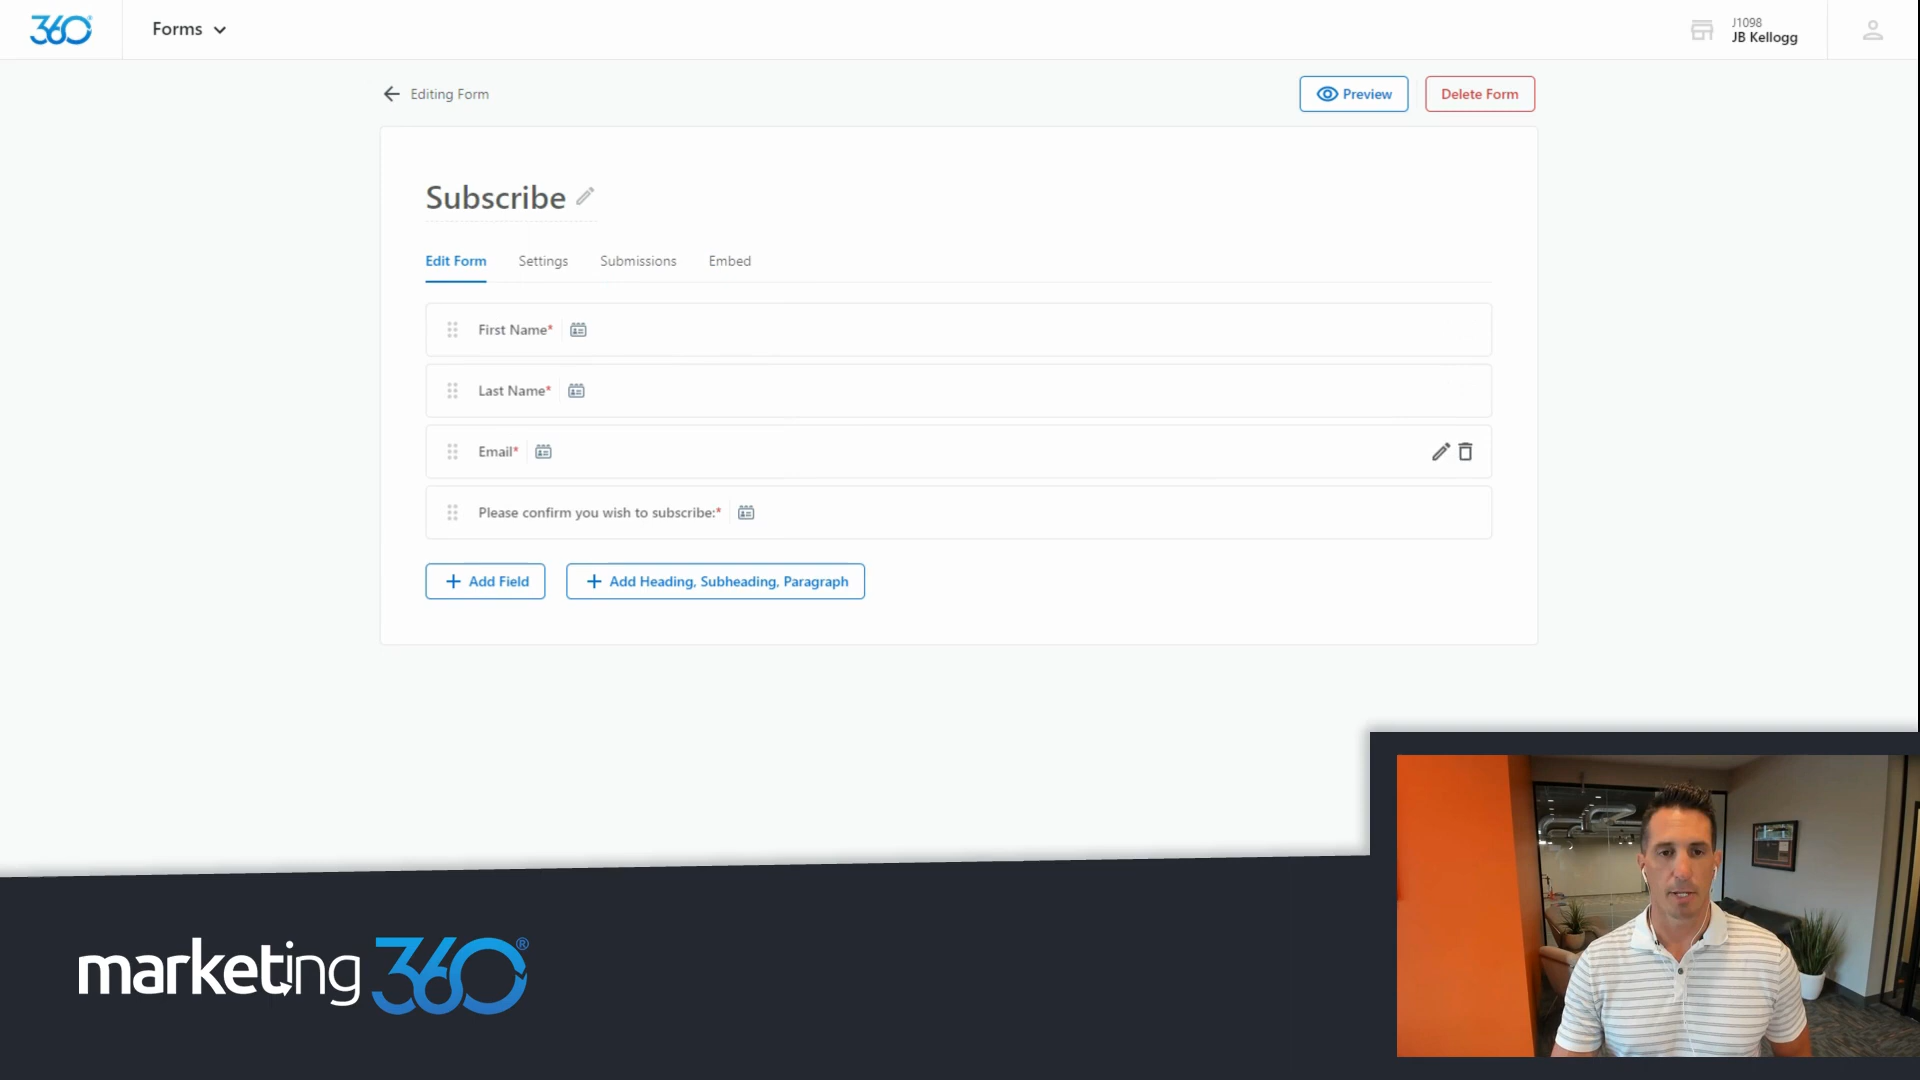 360®
Forms
J1098
JB Kellogg
Editing Form
Preview
Delete Form
Subscribe
Edit Form
Settings
Submissions
Embed
First Name*
Last Name*
Email*
Please confirm you wish to subscribe:*
Add Field
Add Heading, Subheading, Paragraph
marketing 360®